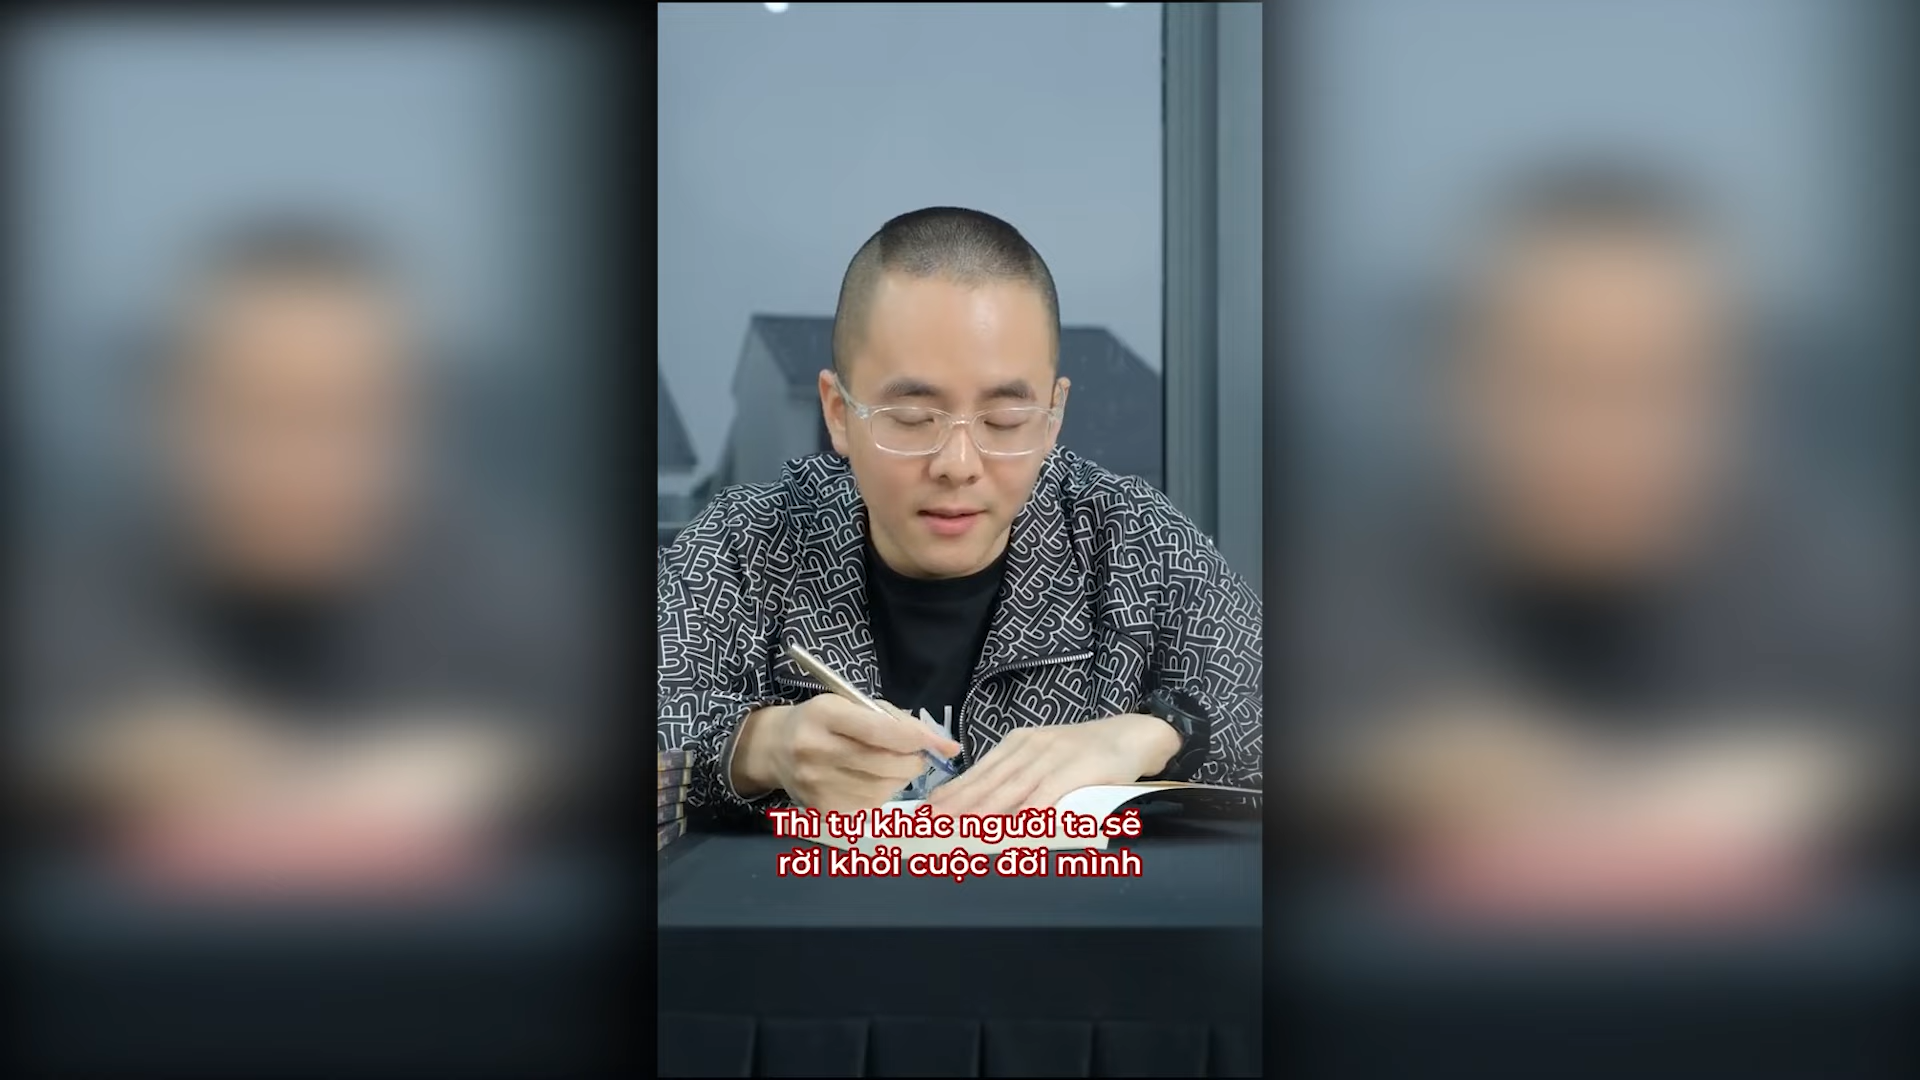 Thì tự khắc người ta sẽ
rời khỏi cuộc đời mình